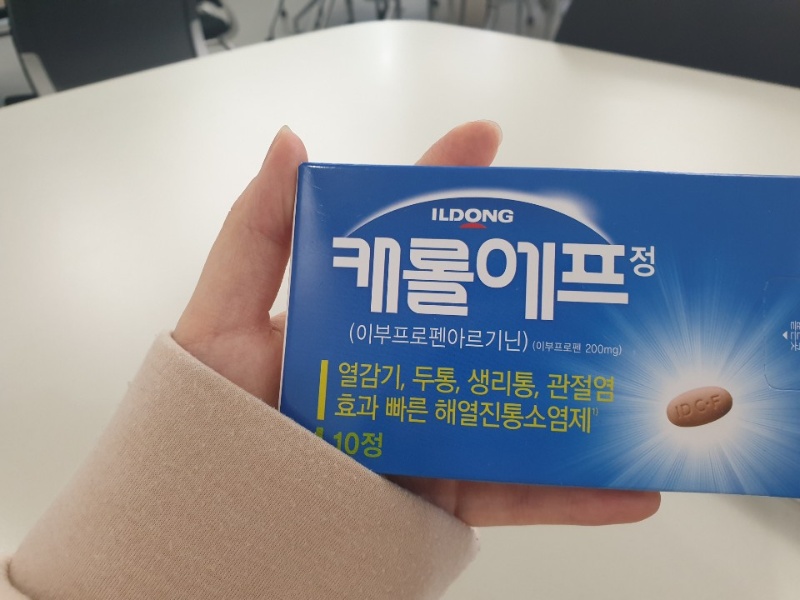 ILDONG
캐롤에프정
(이부프로펜아르기닌) (이부프로펜 200mg)
열감기, 두통, 생리통, 관절염
효과 빠른 해열진통소염제¹⁾
10정
IDC·F